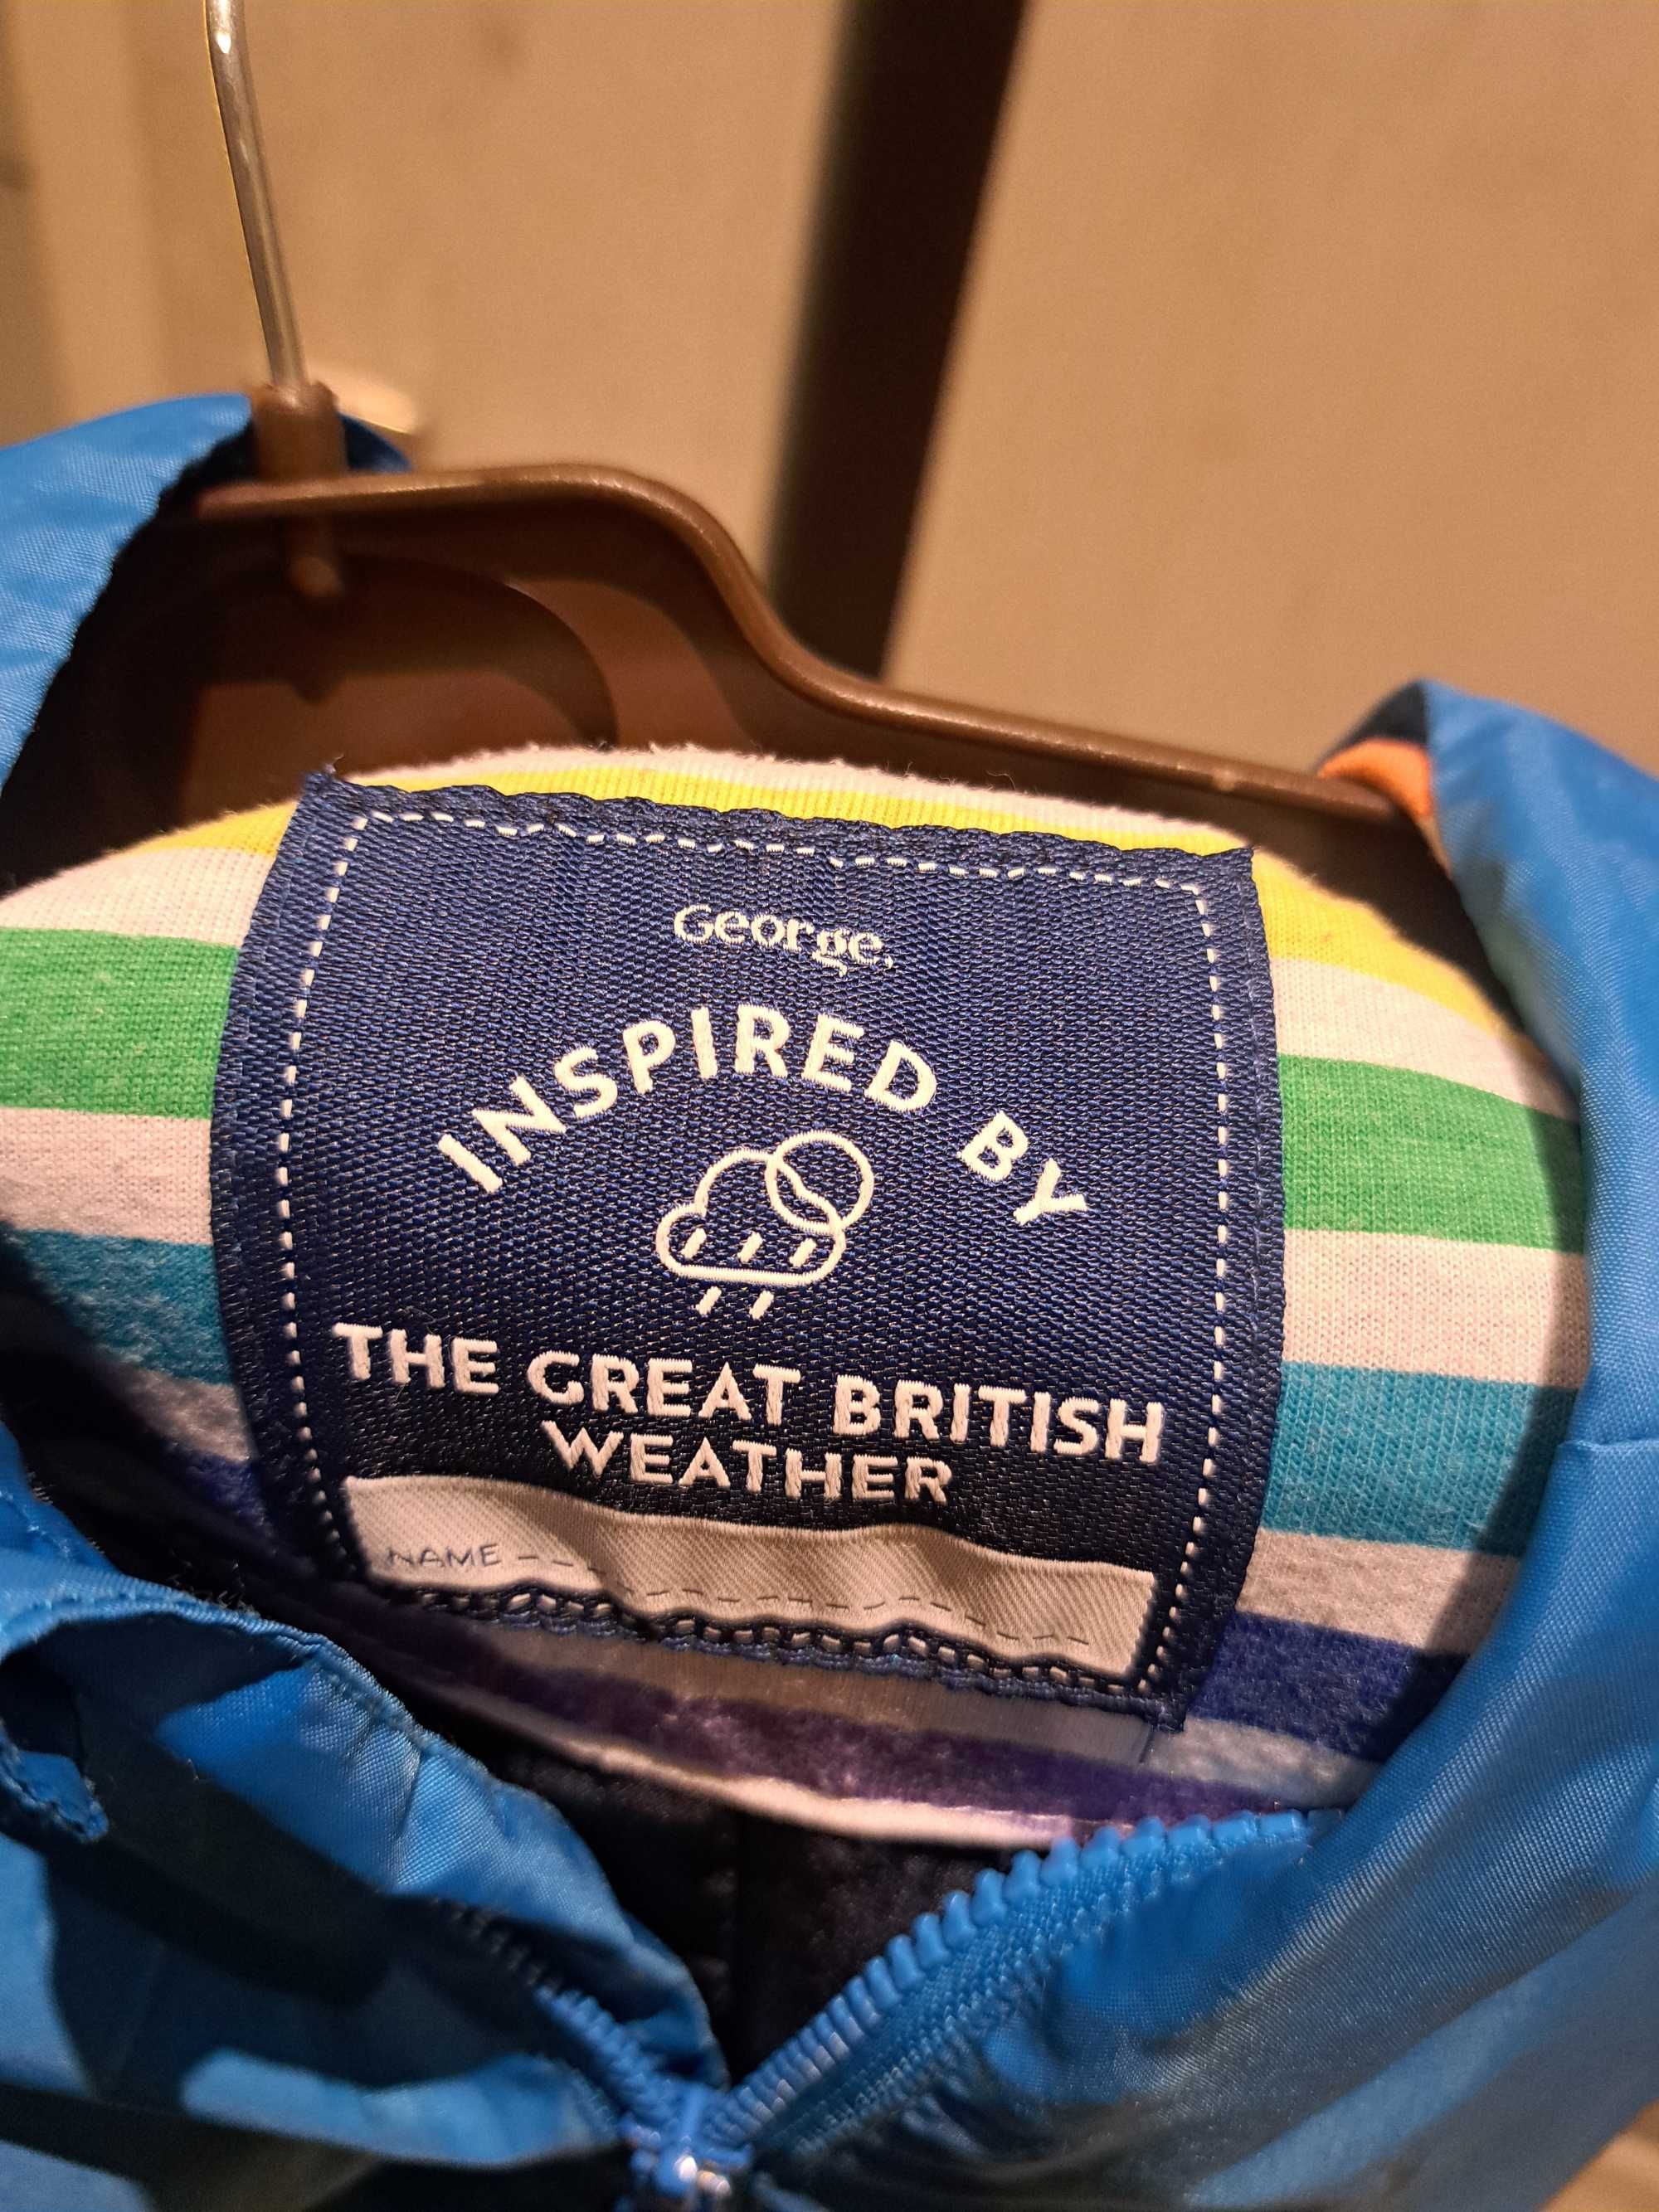 George.
INSPIRED BY
THE GREAT BRITISH
WEATHER
NAME